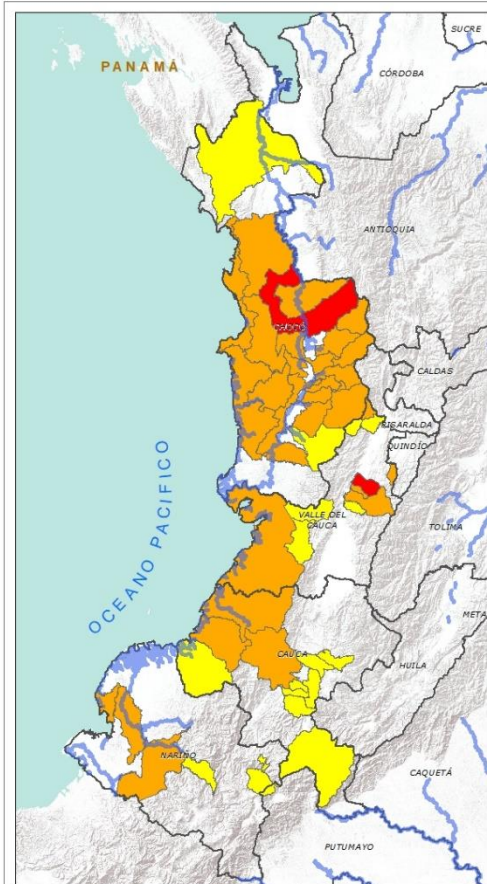 SUCRE
PANAMÁ
CÓRDOBA
ANTIOQUIA
CHOCÓ
CALDAS
RISARALDA
QUINDÍO
OCEANO PACÍFICO
VALLE DEL
CAUCA
TOLIMA
META
CAUCA
HUILA
NARIÑO
CAQUETÁ
PUTUMAYO